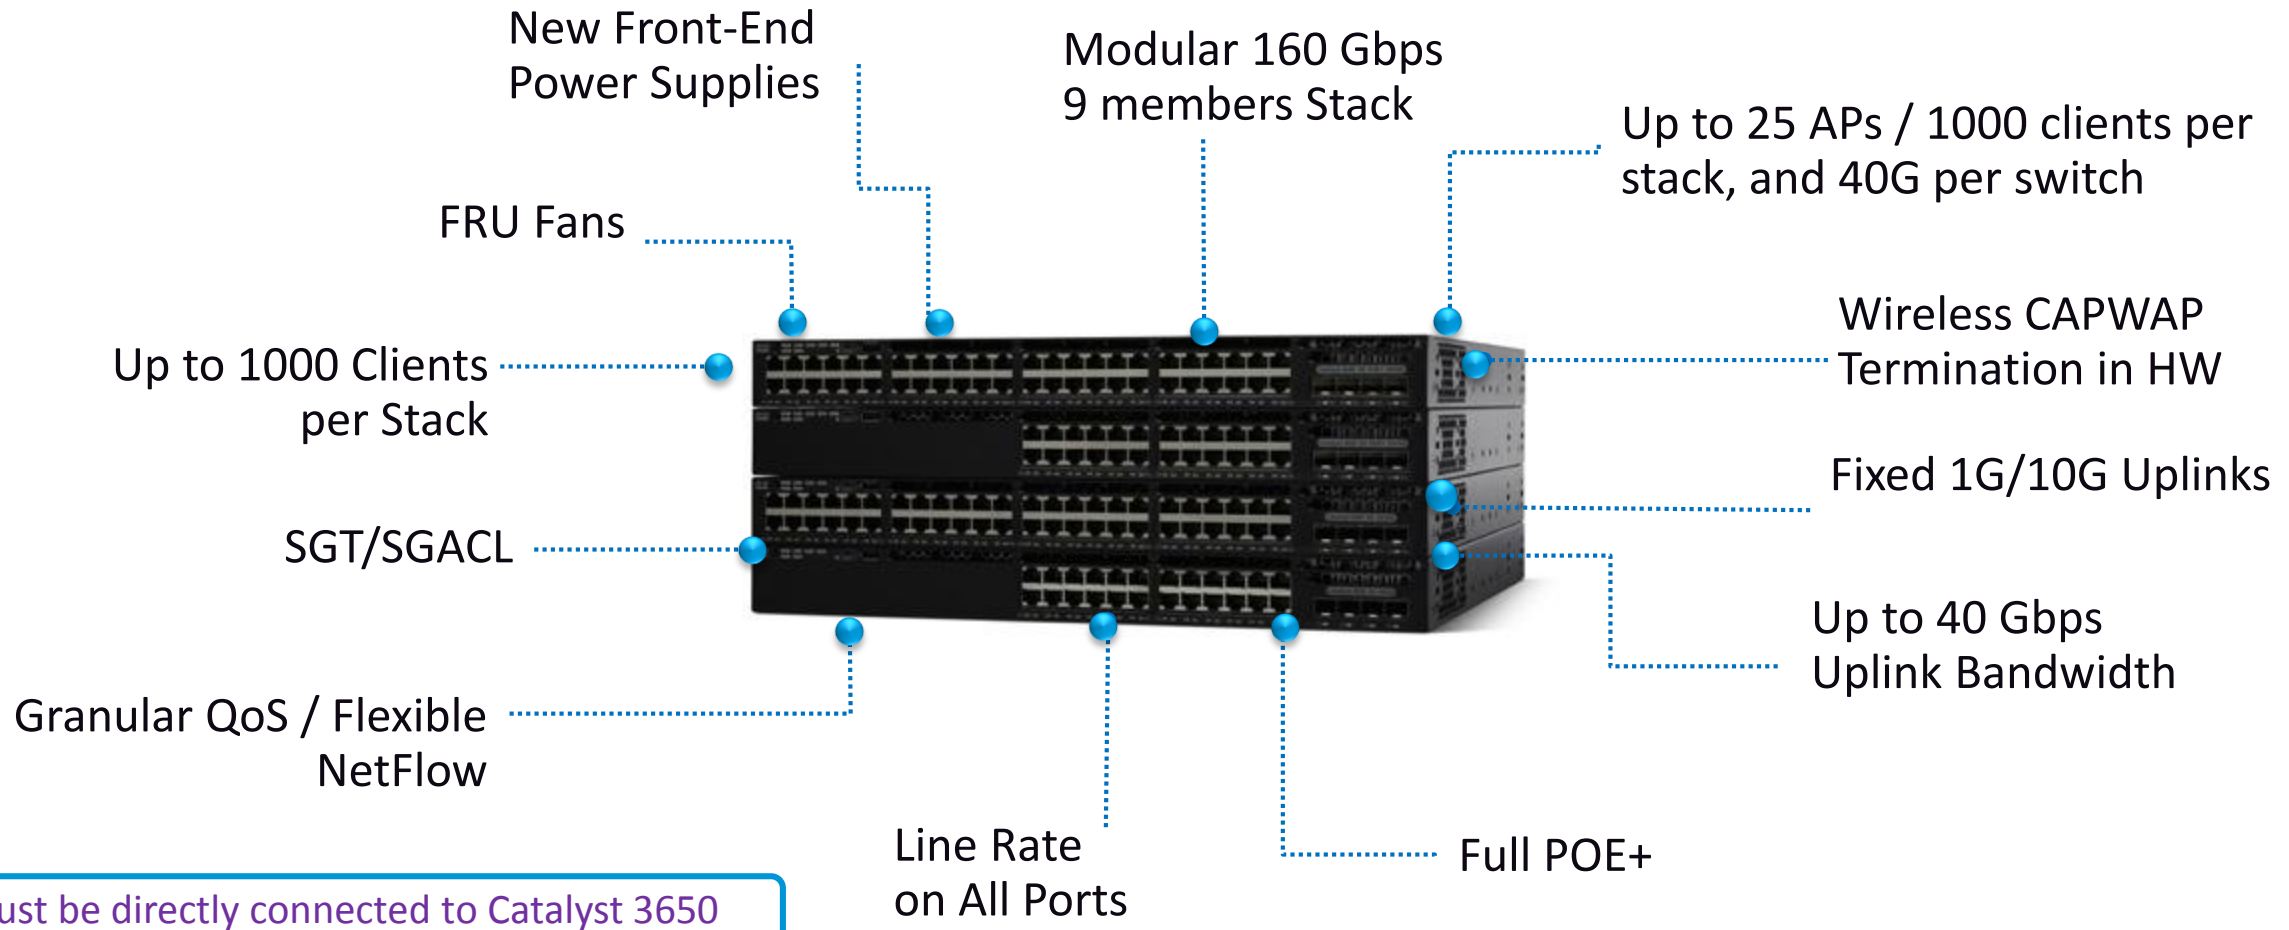 New Front-End
Power Supplies
Modular 160 Gbps
9 members Stack
Up to 25 APs / 1000 clients per
stack, and 40G per switch
FRU Fans
Wireless CAPWAP
Termination in HW
Up to 1000 Clients
per Stack
Fixed 1G/10G Uplinks
SGT/SGACL
Up to 40 Gbps
Uplink Bandwidth
Granular QoS / Flexible
NetFlow
Line Rate
on All Ports
Full POE+
be directly connected to Catalyst 3650